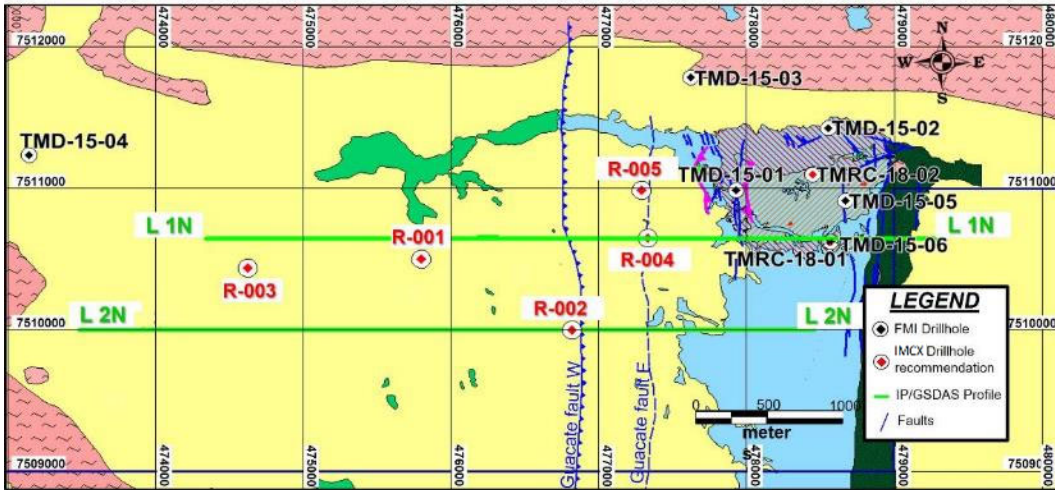 474000 475000 476000 477000 478000 479000 480000
7512000 7512000
N
W E
S
TMD-15-03
TMD-15-04
TMD-15-02
R-005 TMD-15-01 TMRC-18-02
7511000 7511000
TMD-15-05
L 1N R-001 R-004 TMD-15-06 L 1N
TMRC-18-01
R-003
R-002
L 2N L 2N
7510000 7510000
LEGEND
FMI Drillhole
IMCX Drillhole
recommendation
IP/GSDAS Profile
Faults
Guacate fault W
Guacate fault E
0 500 1000
meter
s
7509000
474000 475000 476000 477000 478000 479000